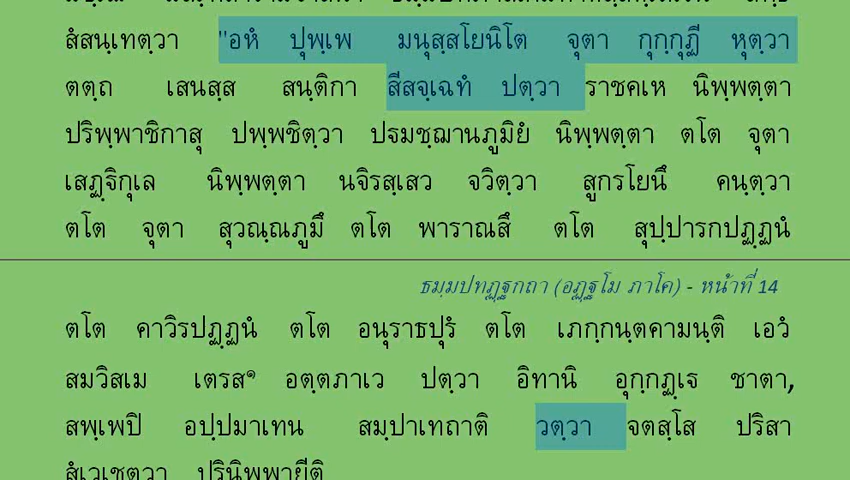 สํสนฺเทตฺวา "อหํ ปุพฺเพ มนุสฺสโยนิโต จุตา กุกฺกุฏี หุตฺวา
ตตฺถ เสนสฺส สนฺติกา สีสจฺเฉทํ ปตฺวา ราชคเห นิพฺพตฺตา
ปริพฺพาชิกาสุ ปพฺพชิตฺวา ปฐมชฺฌานภูมิยํ นิพฺพตฺตา ตโต จุตา
เสฏฺฐิกุเล นิพฺพตฺตา นจิรสฺเสว จวิตฺวา สูกรโยนึ คนฺตฺวา
ตโต จุตา สุวณฺณภูมึ ตโต พาราณสึ ตโต สุปฺปารกปฏฺฏนํ
ธมฺมปทฏฺฐกถา (อฏฺฐโม ภาโค) - หน้าที่ 14
ตโต คาวิรปฏฺฏนํ ตโต อนุราธปุรํ ตโต เภกฺกนฺตคามนฺติ เอวํ
สมวิสเม เตรส๑ อตฺตภาเว ปตฺวา อิทานิ อุกฺกฏฺเฐ ชาตา,
สพฺเพปิ อปฺปมาเทน สมฺปาเทถาติ วตฺวา จตสฺโส ปริสา
สํเวเชตฺวา ปรินิพฺพายีติ